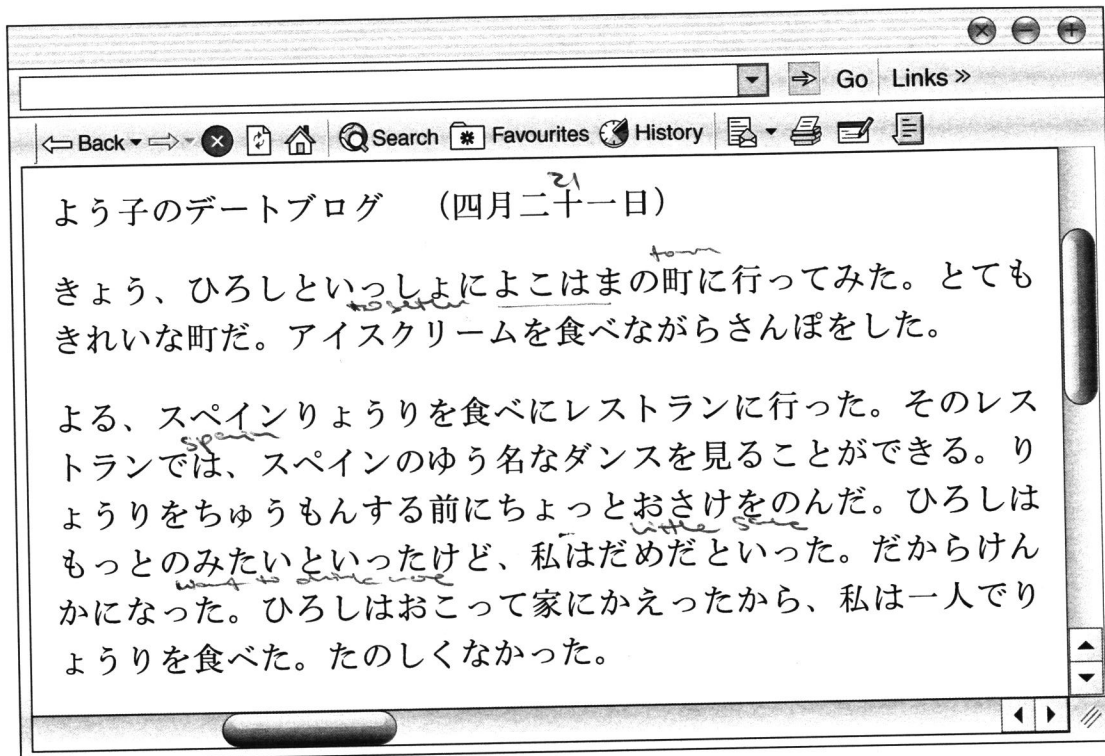 Go Links »
Back Search Favourites History
21
よう子のデートブログ (四月二十一日)
town
きょう、ひろしといっしょによこはまの町に行ってみた。とても
together
きれいな町だ。アイスクリームを食べながらさんぽをした。
よる、スペインりょうりを食べにレストランに行った。そのレス
spain
トランでは、スペインのゆう名なダンスを見ることができる。り
ょうりをちゅうもんする前にちょっとおさけをのんだ。ひろしは
little sake
もっとのみたいといったけど、私はだめだといった。だからけん
want to drink more
かになった。ひろしはおこって家にかえったから、私は一人でり
ょうりを食べた。たのしくなかった。